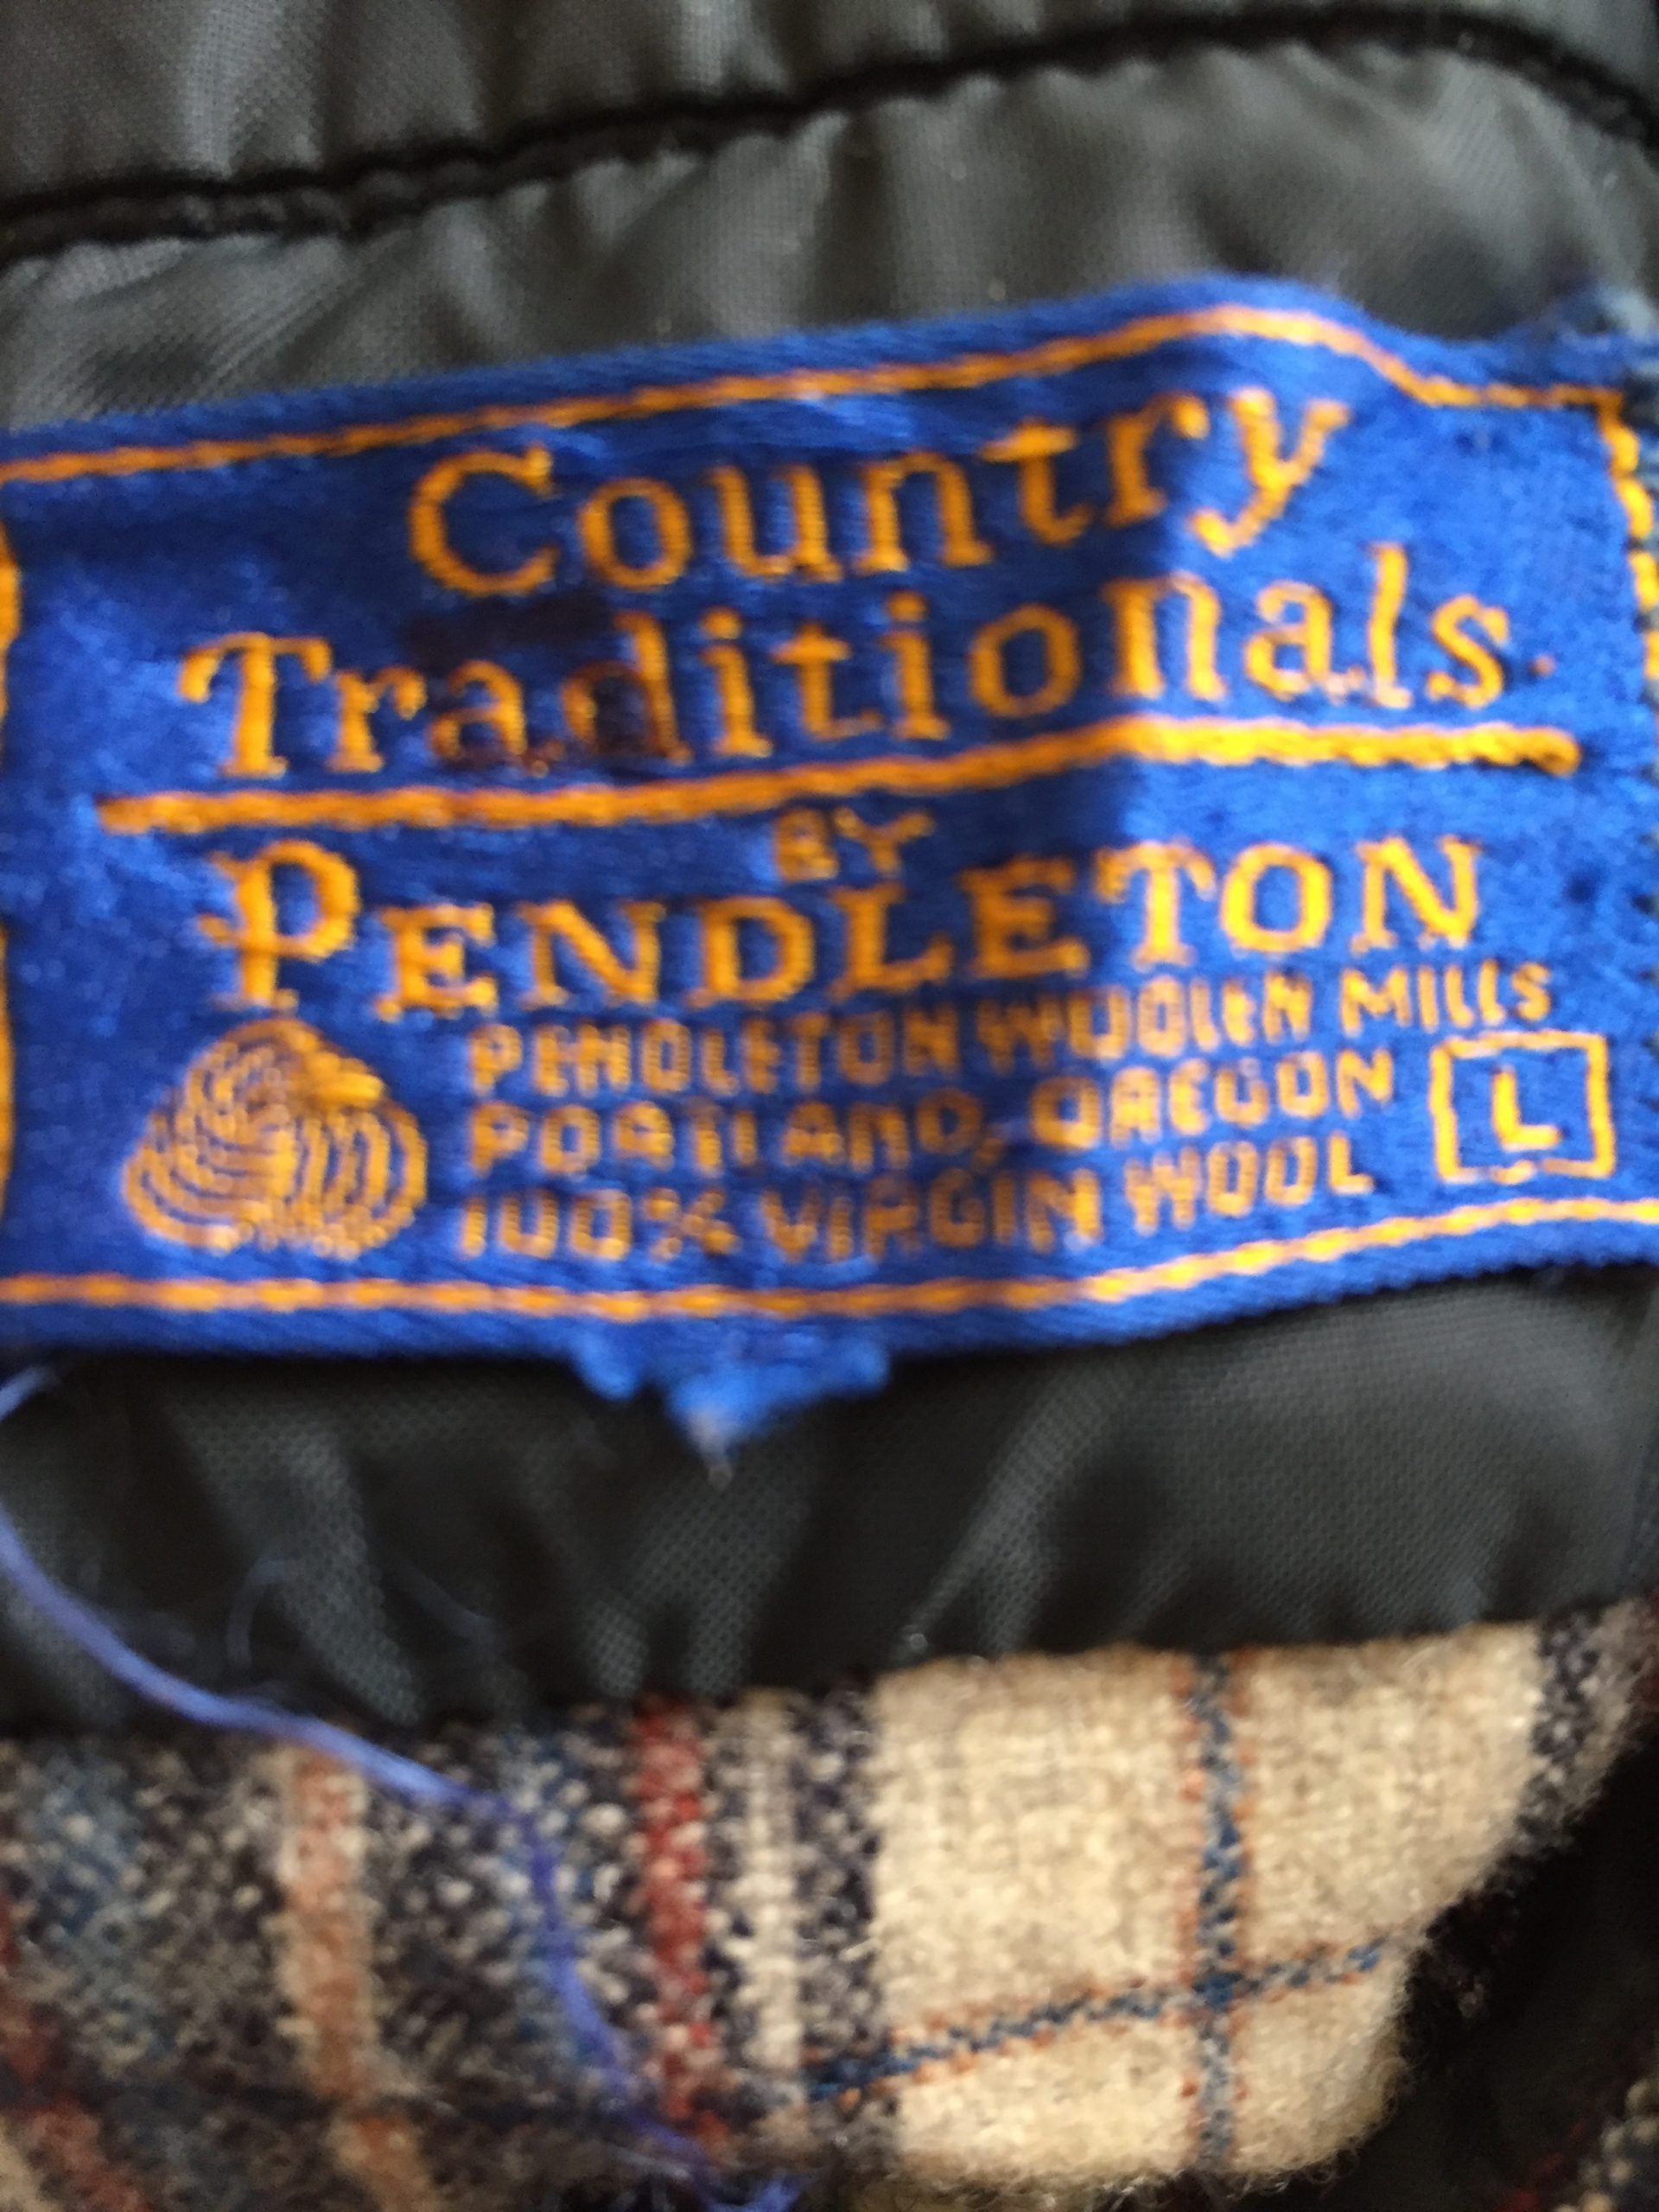 Country
Traditionals
BY
PENDLETON
PENDLETON WOOLEN MILLS
PORTLAND, OREGON
100% VIRGIN WOOL
L